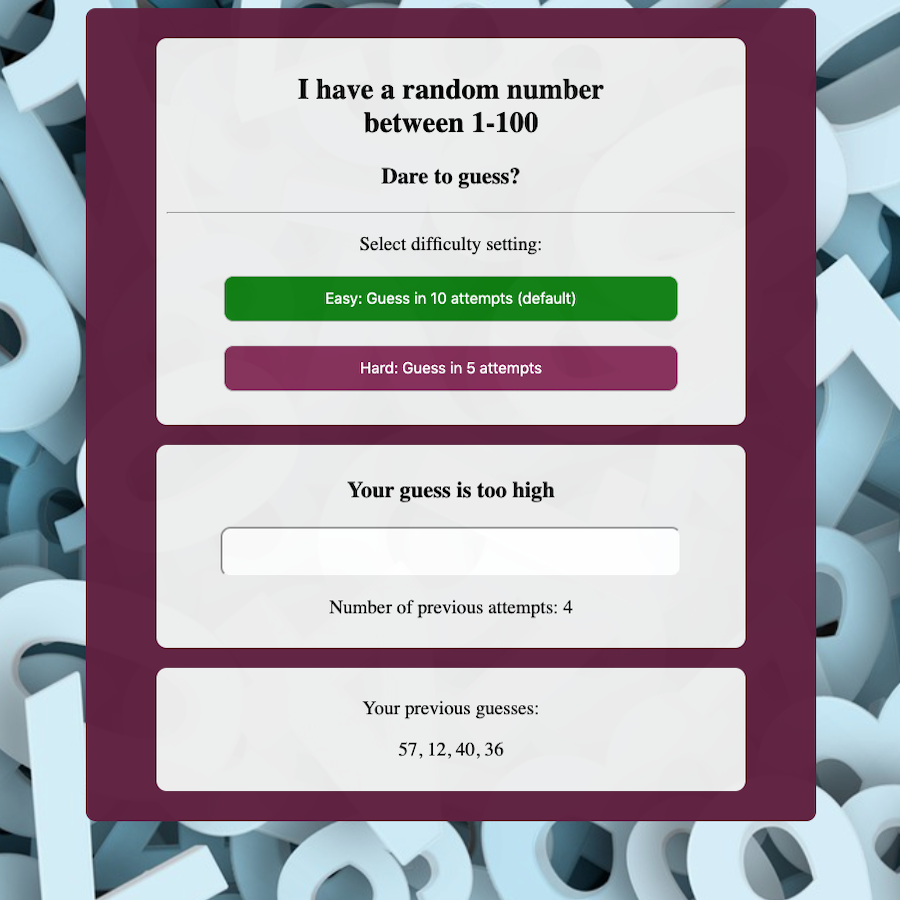 I have a random number
between 1-100
Dare to guess?
Select difficulty setting:
Easy: Guess in 10 attempts (default)
Hard: Guess in 5 attempts
Your guess is too high
Number of previous attempts: 4
Your previous guesses:
57, 12, 40, 36